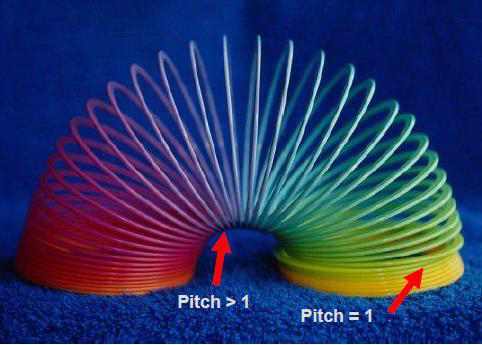 Pitch > 1
Pitch = 1